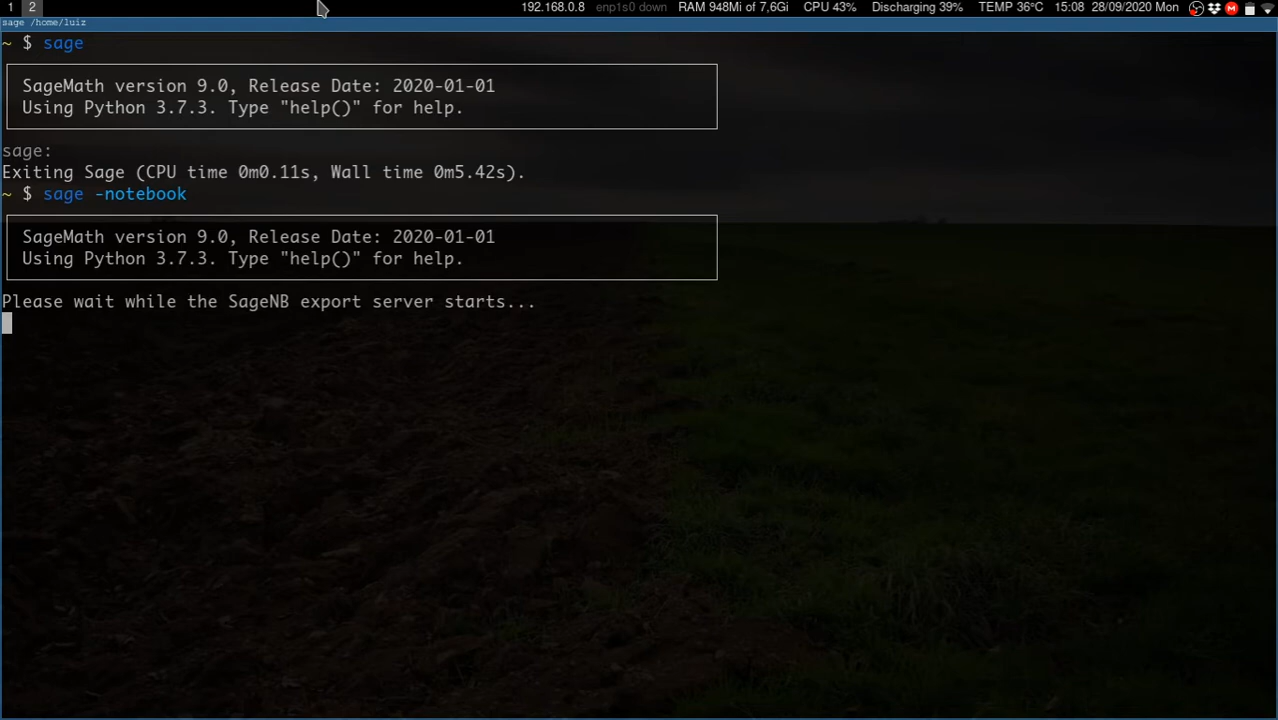 1 2 192.168.0.8 enp1s0 down RAM 948Mi of 7,6Gi CPU 43% Discharging 39% TEMP 36°C 15:08 28/09/2020 Mon
sage /home/luiz
~ $ sage
SageMath version 9.0, Release Date: 2020-01-01
Using Python 3.7.3. Type "help()" for help.
sage:
Exiting Sage (CPU time 0m0.11s, Wall time 0m5.42s).
~ $ sage -notebook
SageMath version 9.0, Release Date: 2020-01-01
Using Python 3.7.3. Type "help()" for help.
Please wait while the SageNB export server starts...